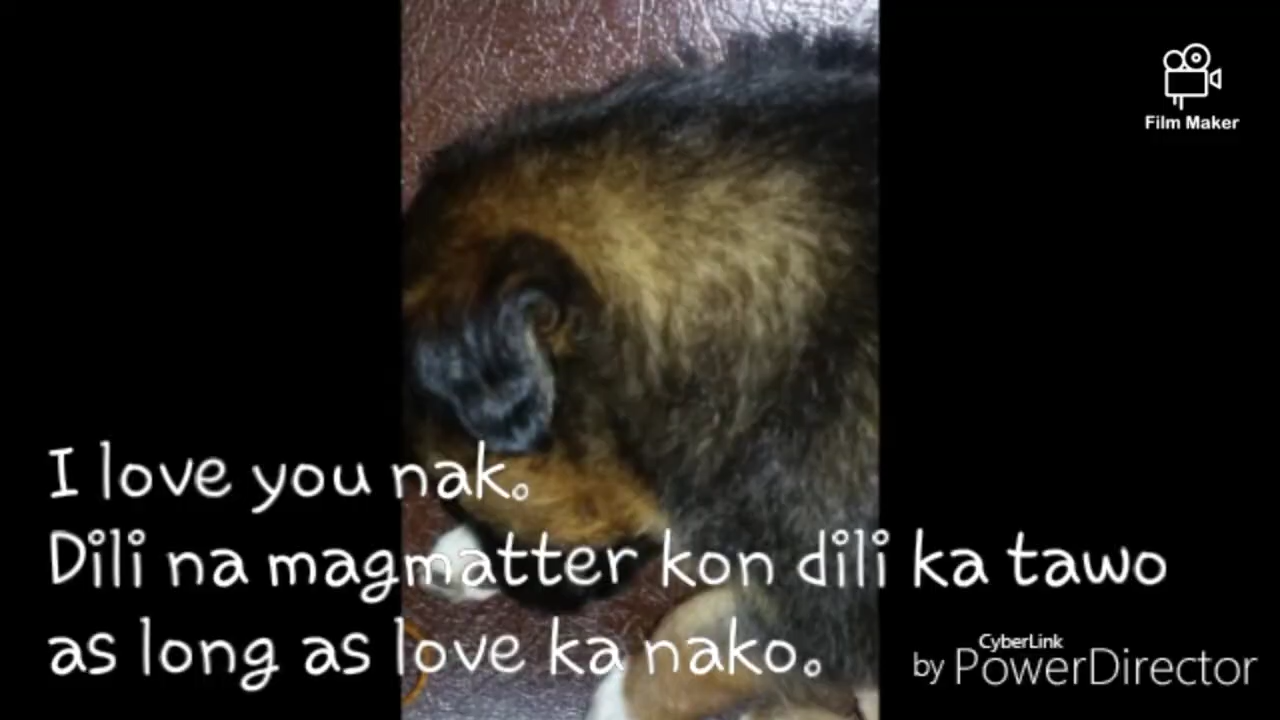 Film Maker
I love you nak.
Dili na magmatter kon dili ka tawo
as long as love ka nako.
CyberLink
by PowerDirector